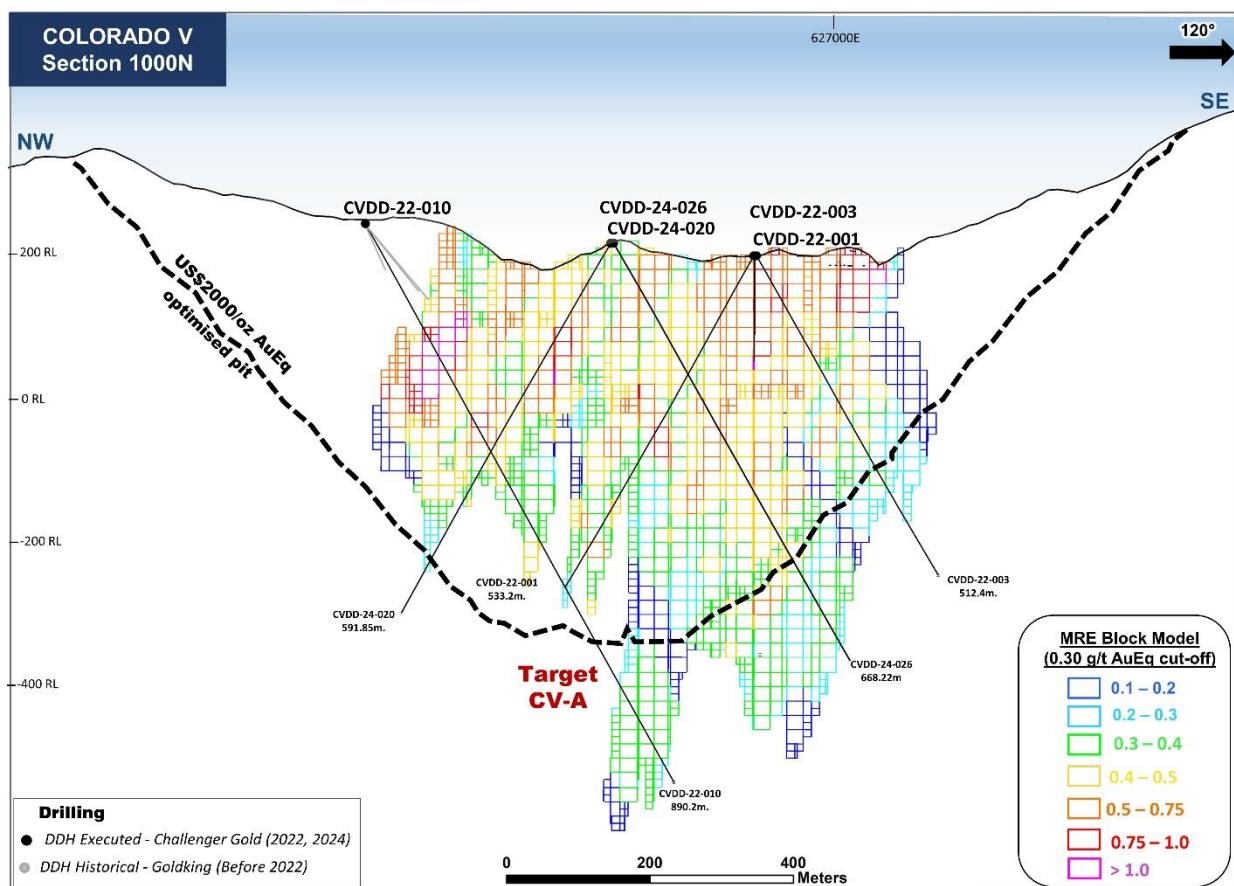 COLORADO V
Section 1000N
627000E
120°
NW
SE
CVDD-22-010
CVDD-24-026
CVDD-24-020
CVDD-22-003
CVDD-22-001
200 RL
US$2000/oz AuEq
optimised pit
0 RL
-200 RL
CVDD-22-001
533.2m.
CVDD-22-003
512.4m.
CVDD-24-020
591.85m.
CVDD-24-026
668.22m
Target
CV-A
-400 RL
CVDD-22-010
890.2m.
MRE Block Model
(0.30 g/t AuEq cut-off)
0.1 – 0.2
0.2 – 0.3
0.3 – 0.4
0.4 – 0.5
0.5 – 0.75
0.75 – 1.0
> 1.0
Drilling
DDH Executed - Challenger Gold (2022, 2024)
DDH Historical - Goldking (Before 2022)
0 200 400
Meters